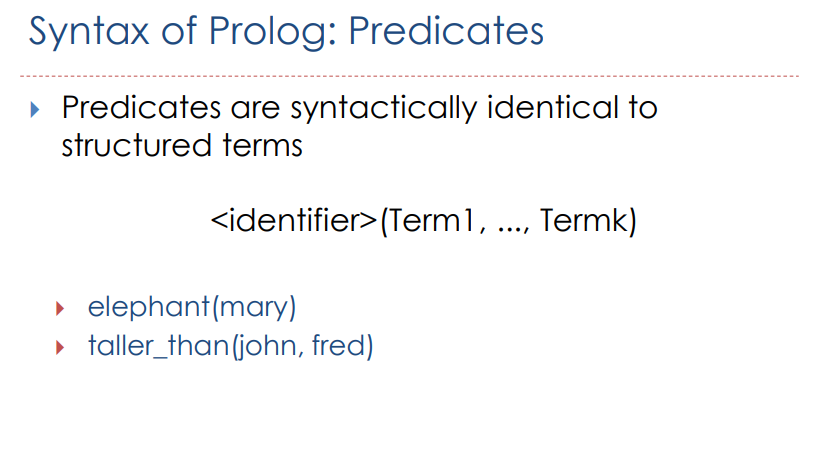 Syntax of Prolog: Predicates
Predicates are syntactically identical to
structured terms
<identifier>(Term1, ..., Termk)
elephant(mary)
taller_than(john, fred)